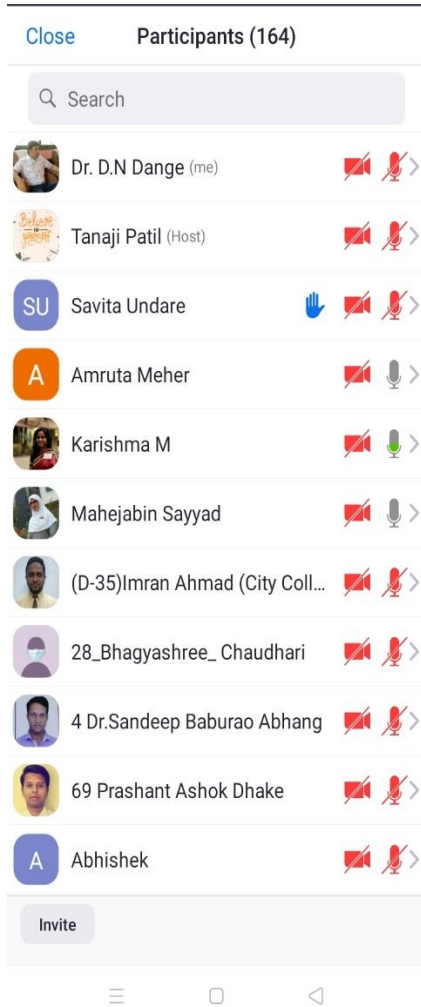 Close Participants (164)
Search
Dr. D.N Dange (me)
Tanaji Patil (Host)
SU Savita Undare
A Amruta Meher
Karishma M
Mahejabin Sayyad
(D-35)Imran Ahmad (City Coll...
28_Bhagyashree_ Chaudhari
4 Dr.Sandeep Baburao Abhang
69 Prashant Ashok Dhake
A Abhishek
Invite